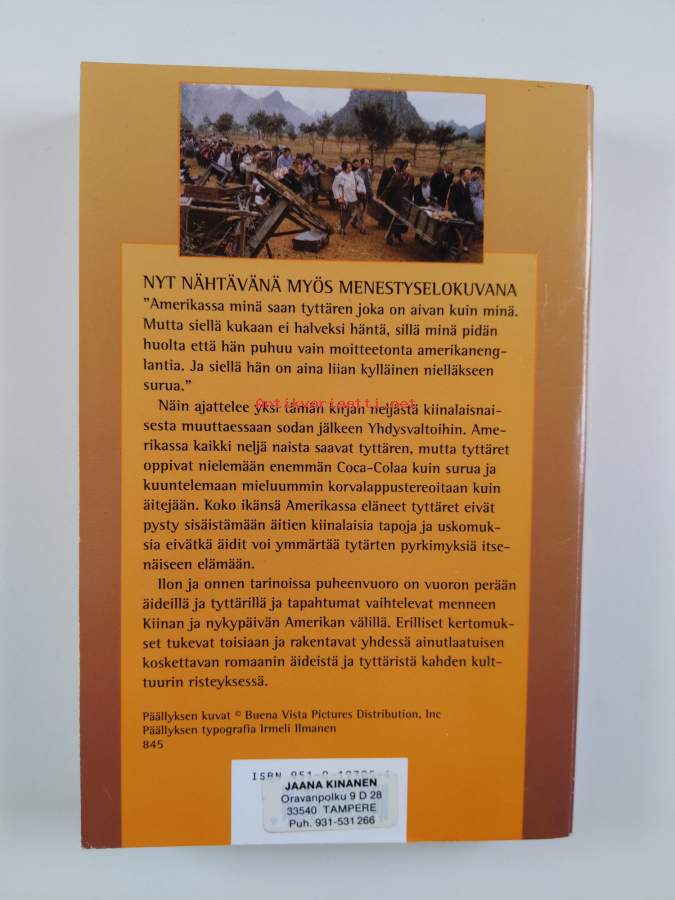 NYT NÄHTÄVÄNÄ MYÖS MENESTYSELOKUVANA
”Amerikassa minä saan tyttären joka on aivan kuin minä.
Mutta siellä kukaan ei halveksi häntä, sillä minä pidän
huolta että hän puhuu vain moitteetonta amerikaneng-
lantia. Ja siellä hän on aina liian kylläinen nielläkseen
surua.”
Antikvariaatti.net
Näin ajattelee yksi tämän kirjan neljästä kiinalaisnai-
sesta muuttaessaan sodan jälkeen Yhdysvaltoihin. Ame-
rikassa kaikki neljä naista saavat tyttären, mutta tyttäret
oppivat nielemään enemmän Coca-Colaa kuin surua ja
kuuntelemaan mieluummin korvalappustereoitaan kuin
äitejään. Koko ikänsä Amerikassa eläneet tyttäret eivät
pysty sisäistämään äitien kiinalaisia tapoja ja uskomuk-
sia eivätkä äidit voi ymmärtää tytärten pyrkimyksiä itse-
näiseen elämään.
Ilon ja onnen tarinoissa puheenvuoro on vuoron perään
äideillä ja tyttärillä ja tapahtumat vaihtelevat menneen
Kiinan ja nykypäivän Amerikan välillä. Erilliset kertomuk-
set tukevat toisiaan ja rakentavat yhdessä ainutlaatuisen
koskettavan romaanin äideistä ja tyttäristä kahden kult-
tuurin risteyksessä.
Päällyksen kuvat © Buena Vista Pictures Distribution, Inc
Päällyksen typografia Irmeli Ilmanen
845
ISBN
JAANA KINANEN
Oravanpolku 9 D 28
33540 TAMPERE
Puh. 931-531 266